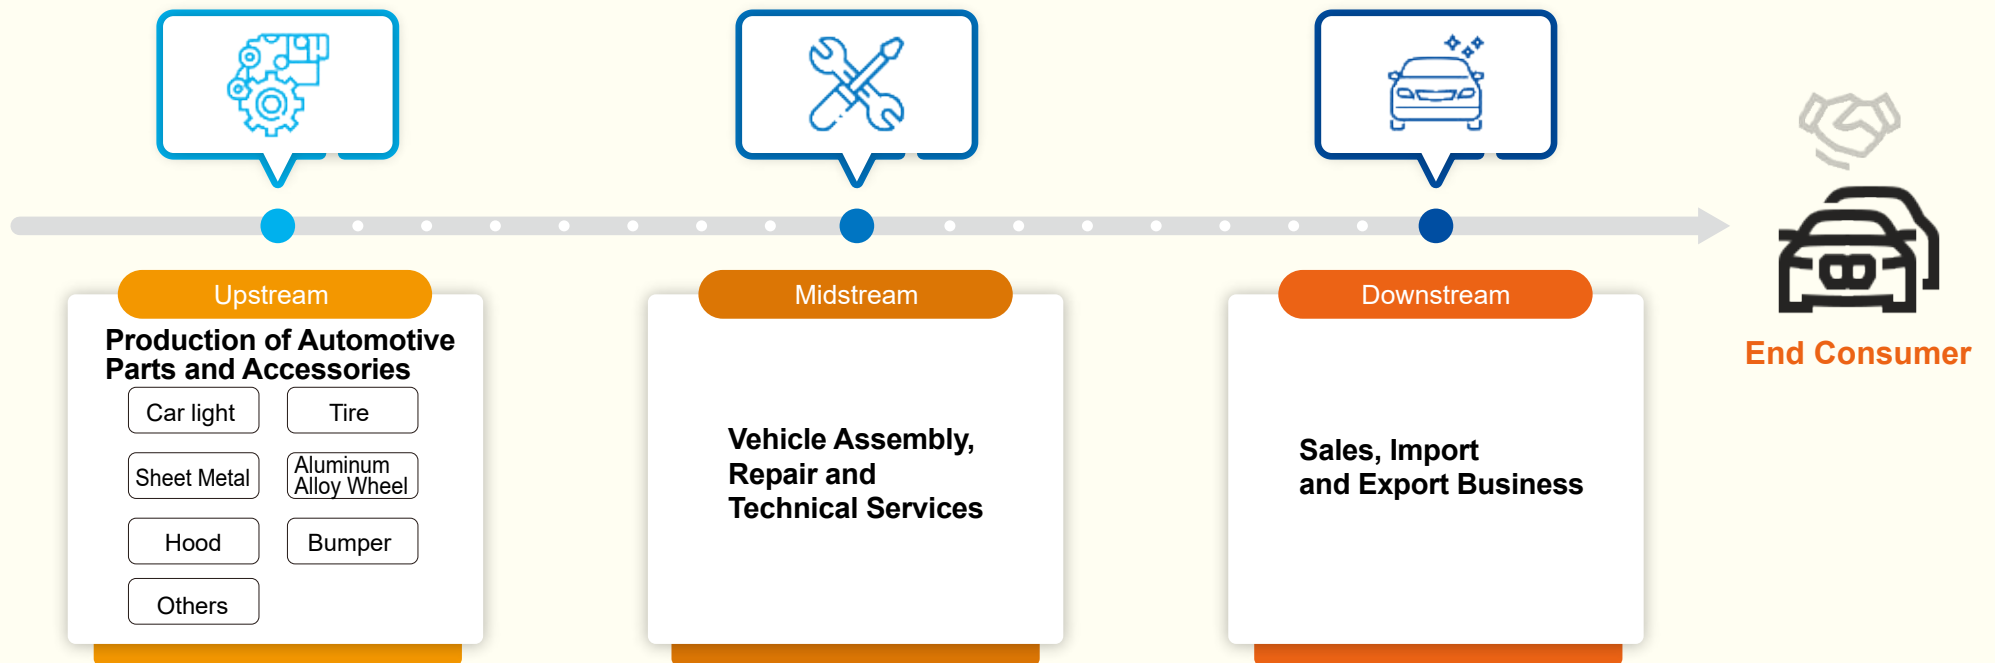 Upstream
Production of Automotive
Parts and Accessories
Car light
Tire
Sheet Metal
Aluminum
Alloy Wheel
Hood
Bumper
Others
Midstream
Vehicle Assembly,
Repair and
Technical Services
Downstream
Sales, Import
and Export Business
End Consumer